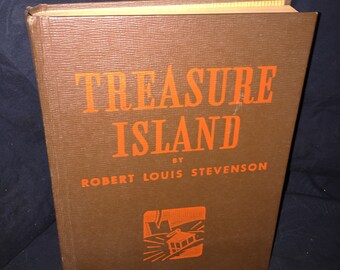 TREASURE
ISLAND
BY
ROBERT LOUIS STEVENSON